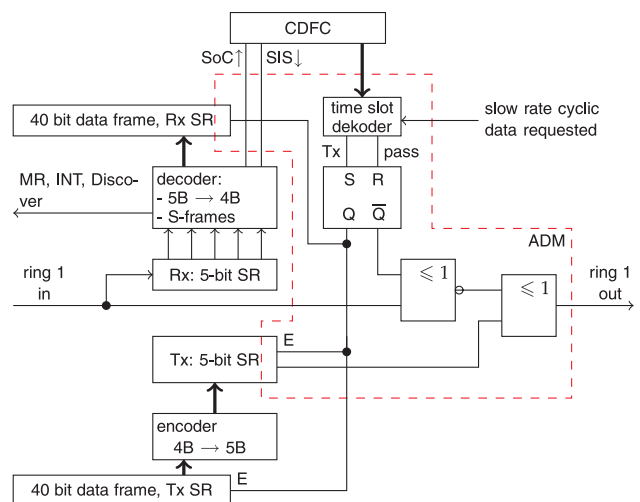 CDFC
SoC↑ SIS↓
40 bit data frame, Rx SR
time slot
dekoder
slow rate cyclic
data requested
Tx pass
MR, INT, Disco-
ver
decoder:
- 5B → 4B
- S-frames
S R
Q Q̅
ADM
ring 1
in
Rx: 5-bit SR
⩽ 1
⩽ 1
ring 1
out
E
Tx: 5-bit SR
encoder
4B → 5B
E
40 bit data frame, Tx SR